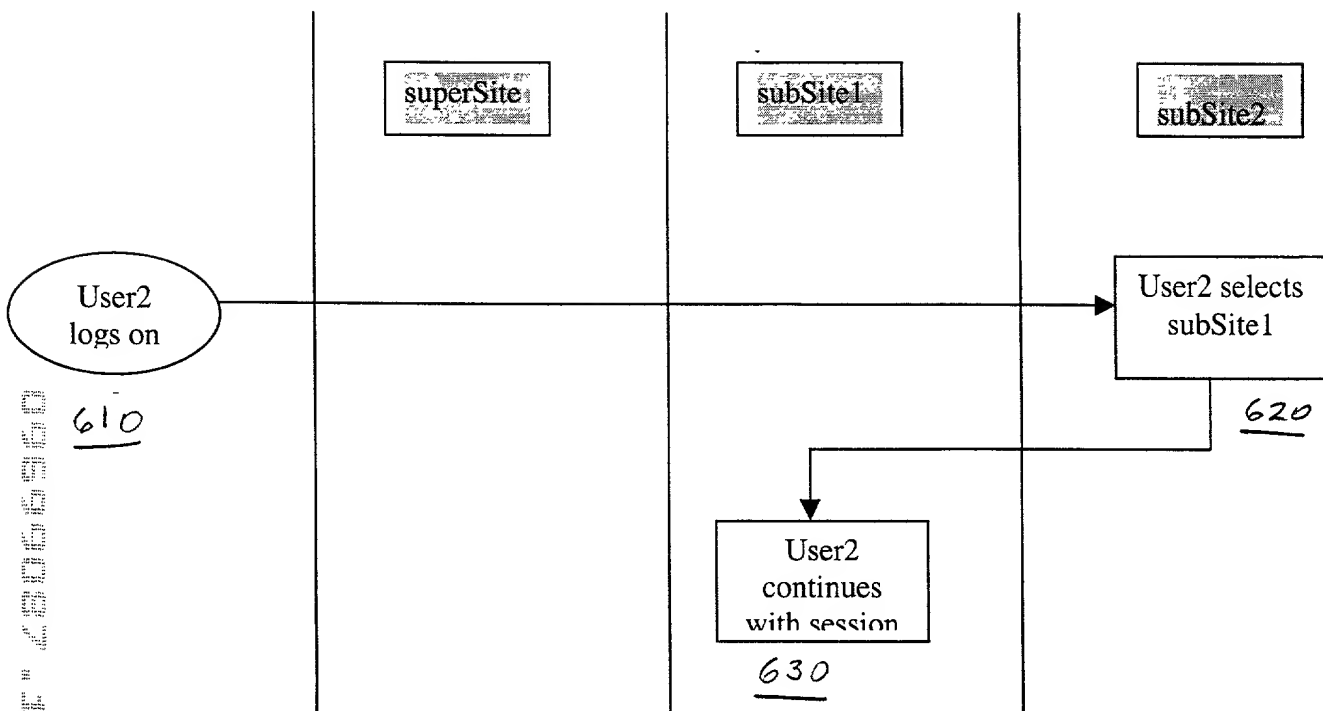 superSite
subSite1
subSite2
User2
logs on
User2 selects
subSite1
610
620
User2
continues
with session
630